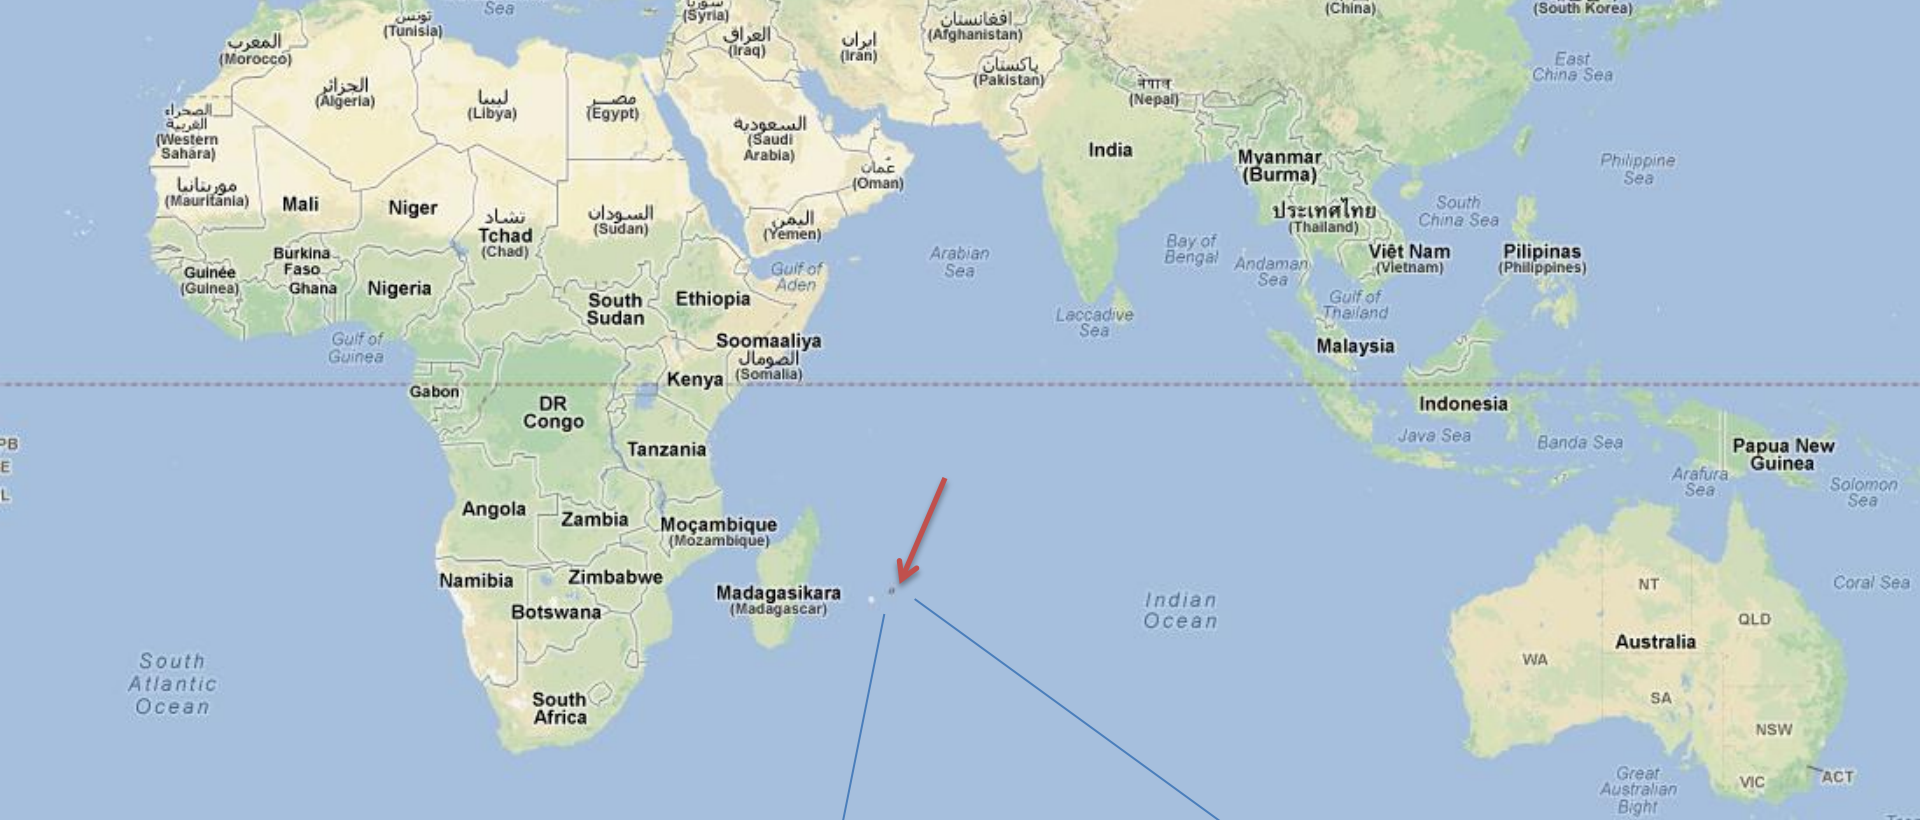 Sea
تونس
(Tunisia)
سوريا
(Syria)
العراق
(Iraq)
ایران
(Iran)
افغانستان
(Afghanistan)
پاکستان
(Pakistan)
(China)
(South Korea)
East
China Sea
नेपाल
(Nepal)
المغرب
(Morocco)
الجزائر
(Algeria)
ليبيا
(Libya)
مصر
(Egypt)
الصحراء
الغربية
(Western
Sahara)
السعودية
(Saudi
Arabia)
عُمان
(Oman)
India
Myanmar
(Burma)
Philippine
Sea
موريتانيا
(Mauritania)
Mali
Niger
تشاد
Tchad
(Chad)
السودان
(Sudan)
اليمن
(Yemen)
ประเทศไทย
(Thailand)
South
China Sea
Guinée
(Guinea)
Burkina
Faso
Ghana
Nigeria
South
Sudan
Ethiopia
Gulf of
Aden
Arabian
Sea
Bay of
Bengal
Andaman
Sea
Việt Nam
(Vietnam)
Pilipinas
(Philippines)
Gulf of
Thailand
Laccadive
Sea
Gulf of
Guinea
Soomaaliya
الصومال
(Somalia)
Malaysia
Gabon
DR
Congo
Kenya
Indonesia
PB
E
L
Tanzania
Java Sea
Banda Sea
Papua New
Guinea
Arafura
Sea
Solomon
Sea
Angola
Zambia
Moçambique
(Mozambique)
Namibia
Zimbabwe
Botswana
Madagasikara
(Madagascar)
Indian
Ocean
NT
Coral Sea
QLD
Australia
WA
South
Atlantic
Ocean
SA
South
Africa
NSW
Great
Australian
Bight
VIC
ACT